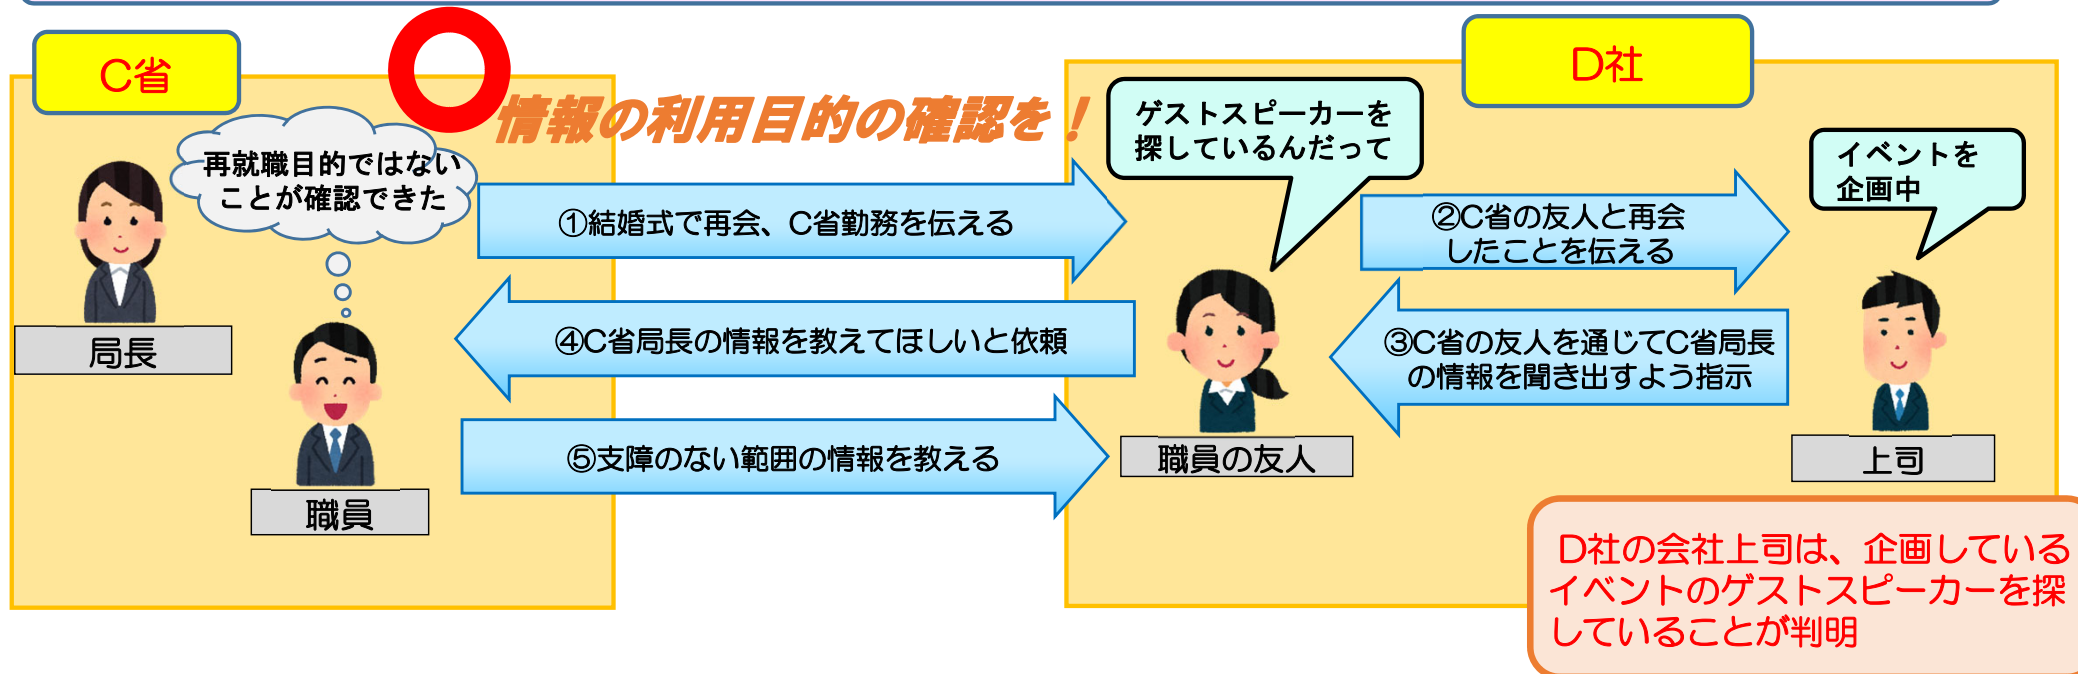 C省
D社
情報の利用目的の確認を！
再就職目的ではない
ことが確認できた
ゲストスピーカーを
探しているんだって
イベントを
企画中
①結婚式で再会、C省勤務を伝える
②C省の友人と再会
したことを伝える
③C省の友人を通じてC省局長
の情報を聞き出すよう指示
④C省局長の情報を教えてほしいと依頼
⑤支障のない範囲の情報を教える
局長
職員
職員の友人
上司
D社の会社上司は、企画している
イベントのゲストスピーカーを探
していることが判明